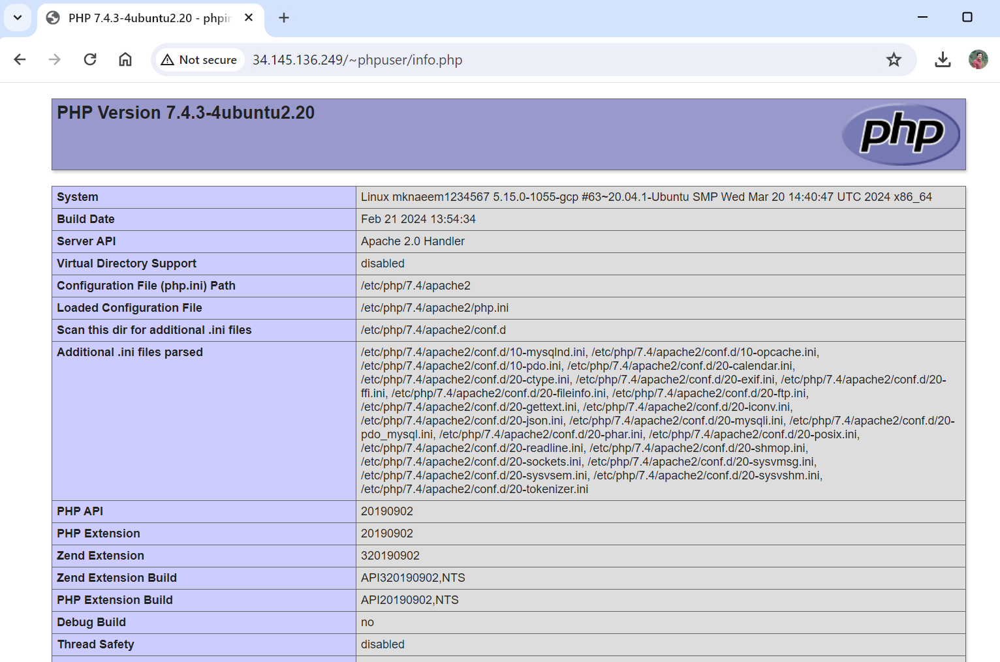 PHP 7.4.3-4ubuntu2.20 - phpin
Not secure
34.145.136.249/~phpuser/info.php
PHP Version 7.4.3-4ubuntu2.20
php
System
Linux mknaeem1234567 5.15.0-1055-gcp #63~20.04.1-Ubuntu SMP Wed Mar 20 14:40:47 UTC 2024 x86_64
Build Date
Feb 21 2024 13:54:34
Server API
Apache 2.0 Handler
Virtual Directory Support
disabled
Configuration File (php.ini) Path
/etc/php/7.4/apache2
Loaded Configuration File
/etc/php/7.4/apache2/php.ini
Scan this dir for additional .ini files
/etc/php/7.4/apache2/conf.d
Additional .ini files parsed
/etc/php/7.4/apache2/conf.d/10-mysqlnd.ini, /etc/php/7.4/apache2/conf.d/10-opcache.ini,
/etc/php/7.4/apache2/conf.d/10-pdo.ini, /etc/php/7.4/apache2/conf.d/20-calendar.ini,
/etc/php/7.4/apache2/conf.d/20-ctype.ini, /etc/php/7.4/apache2/conf.d/20-exif.ini, /etc/php/7.4/apache2/conf.d/20-
ffi.ini, /etc/php/7.4/apache2/conf.d/20-fileinfo.ini, /etc/php/7.4/apache2/conf.d/20-ftp.ini,
/etc/php/7.4/apache2/conf.d/20-gettext.ini, /etc/php/7.4/apache2/conf.d/20-iconv.ini,
/etc/php/7.4/apache2/conf.d/20-json.ini, /etc/php/7.4/apache2/conf.d/20-mysqli.ini, /etc/php/7.4/apache2/conf.d/20-
pdo_mysql.ini, /etc/php/7.4/apache2/conf.d/20-phar.ini, /etc/php/7.4/apache2/conf.d/20-posix.ini,
/etc/php/7.4/apache2/conf.d/20-readline.ini, /etc/php/7.4/apache2/conf.d/20-shmop.ini,
/etc/php/7.4/apache2/conf.d/20-sockets.ini, /etc/php/7.4/apache2/conf.d/20-sysvmsg.ini,
/etc/php/7.4/apache2/conf.d/20-sysvsem.ini, /etc/php/7.4/apache2/conf.d/20-sysvshm.ini,
/etc/php/7.4/apache2/conf.d/20-tokenizer.ini
PHP API
20190902
PHP Extension
20190902
Zend Extension
320190902
Zend Extension Build
API320190902,NTS
PHP Extension Build
API20190902,NTS
Debug Build
no
Thread Safety
disabled